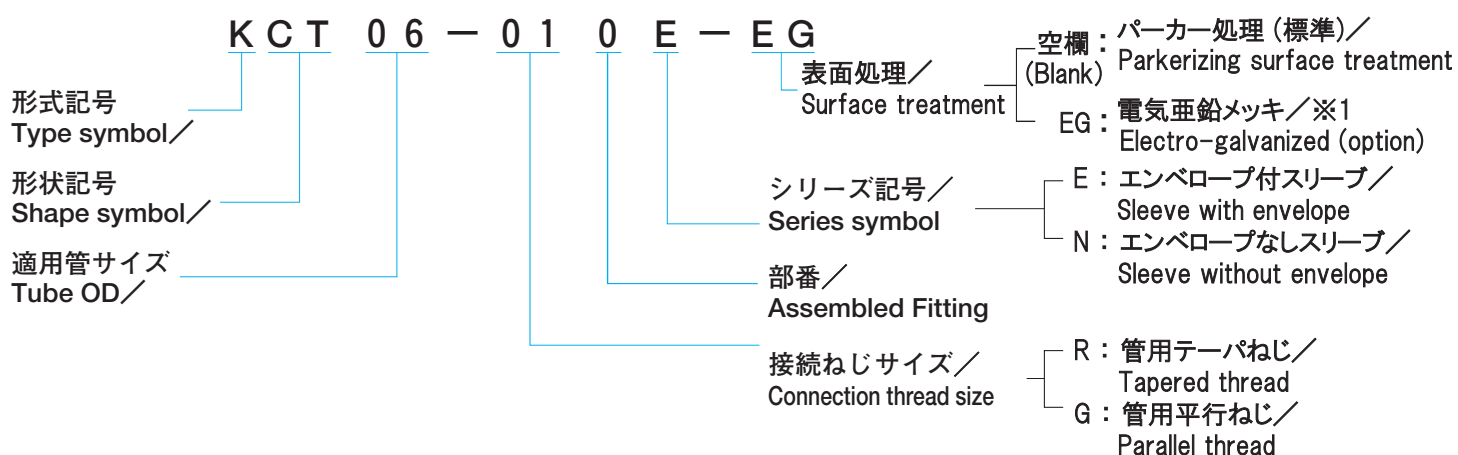 KCT 06－01 0 E－EG
形式記号
Type symbol／
形状記号
Shape symbol／
適用管サイズ
Tube OD／
表面処理／
Surface treatment
空欄：パーカー処理（標準）／
(Blank) Parkerizing surface treatment
EG：電気亜鉛メッキ／※1
Electro-galvanized (option)
シリーズ記号／
Series symbol
E：エンベロープ付スリーブ／
Sleeve with envelope
N：エンベロープなしスリーブ／
Sleeve without envelope
部番／
Assembled Fitting
接続ねじサイズ／
Connection thread size
R：管用テーパねじ／
Tapered thread
G：管用平行ねじ／
Parallel thread